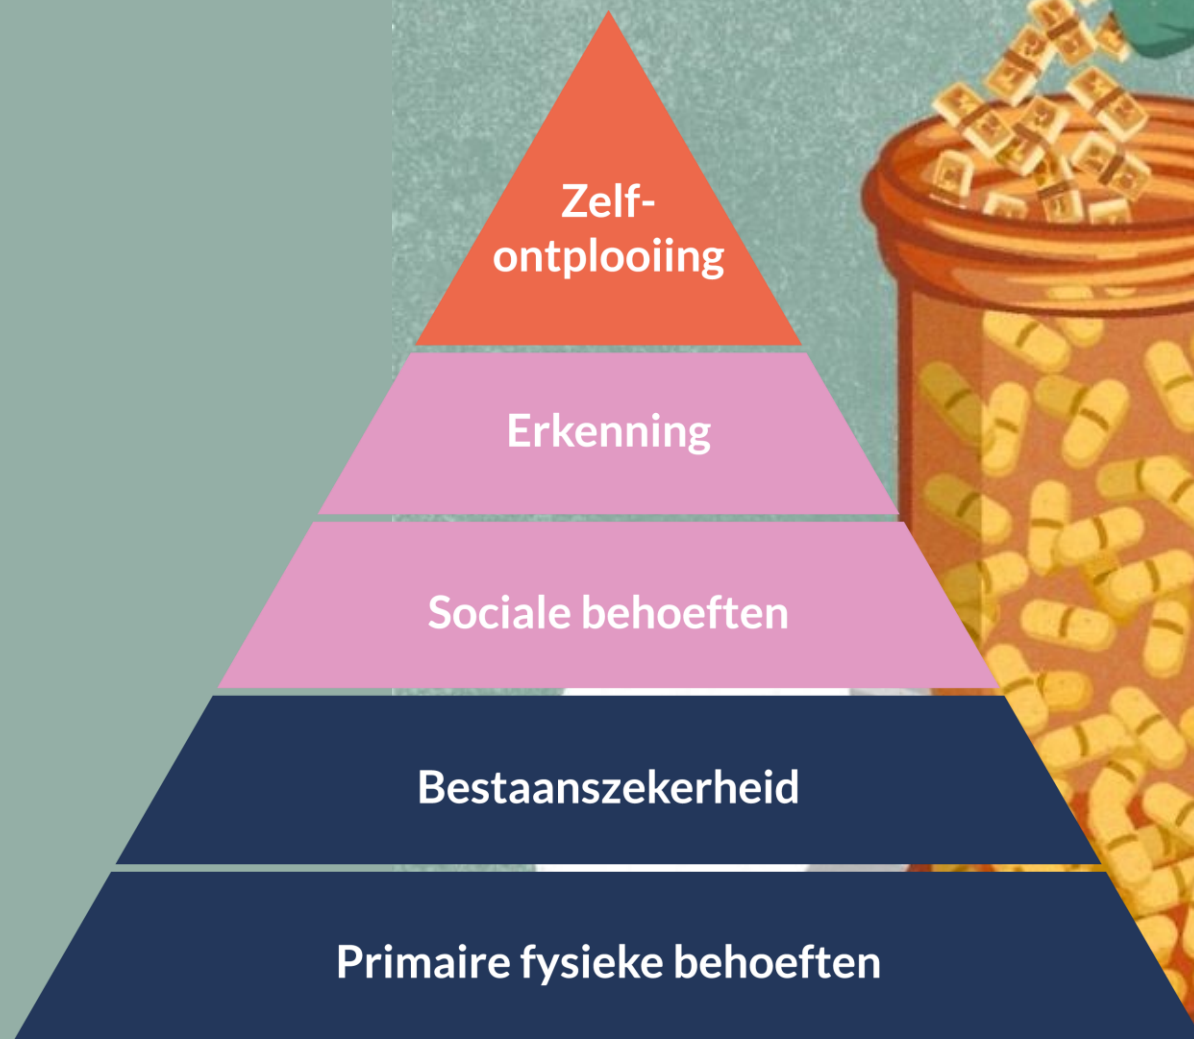 Zelf-
ontplooiing
Erkenning
Sociale behoeften
Bestaanszekerheid
Primaire fysieke behoeften